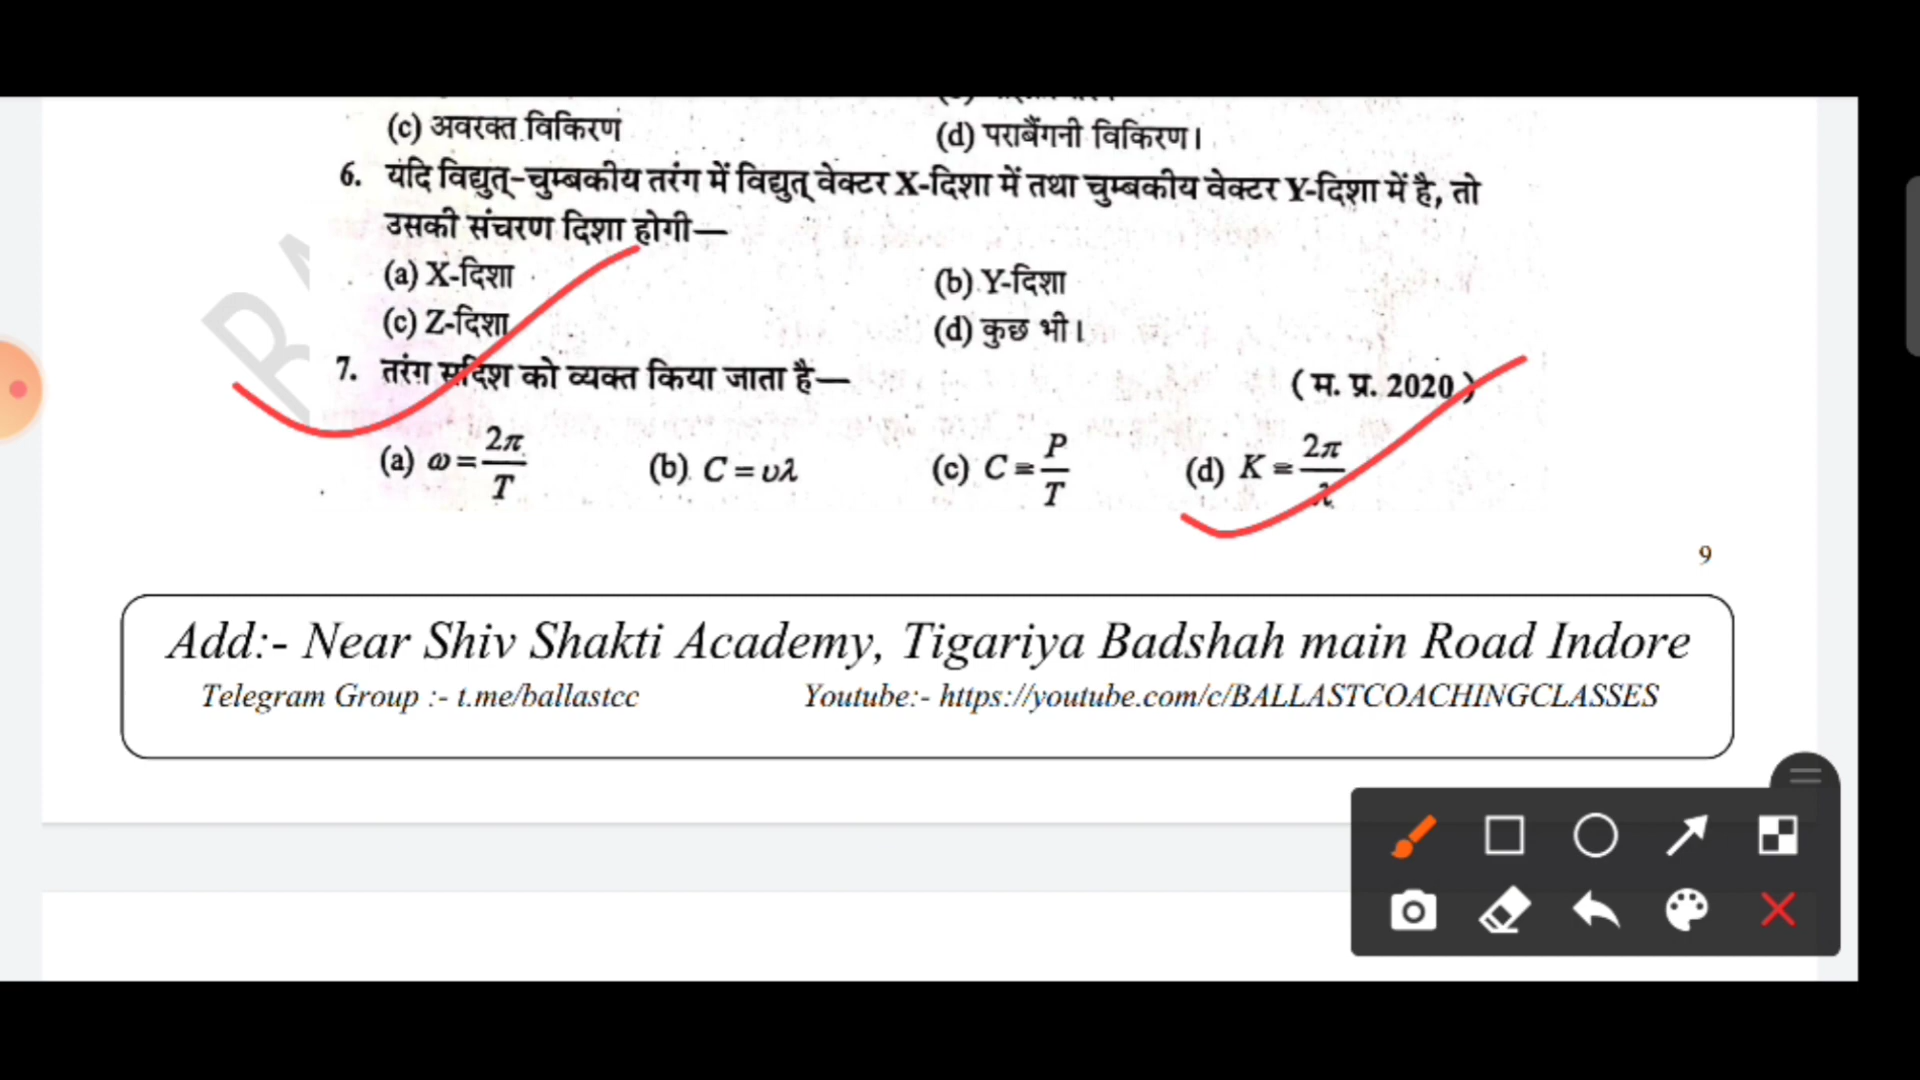 (c) अवरक्त विकिरण
(d) पराबैंगनी विकिरण।
6. यदि विद्युत्-चुम्बकीय तरंग में विद्युत् वेक्टर X-दिशा में तथा चुम्बकीय वेक्टर Y-दिशा में है, तो
उसकी संचरण दिशा होगी—
(a) X-दिशा (b) Y-दिशा
(c) Z-दिशा (d) कुछ भी।
7. तरंग सदिश को व्यक्त किया जाता है— ( म. प्र. 2020 )
(a) ω = 2π/T (b) C = υλ (c) C = P/T (d) K = 2π/λ
9
Add:- Near Shiv Shakti Academy, Tigariya Badshah main Road Indore
Telegram Group :- t.me/ballastcc Youtube:- https://youtube.com/c/BALLASTCOACHINGCLASSES